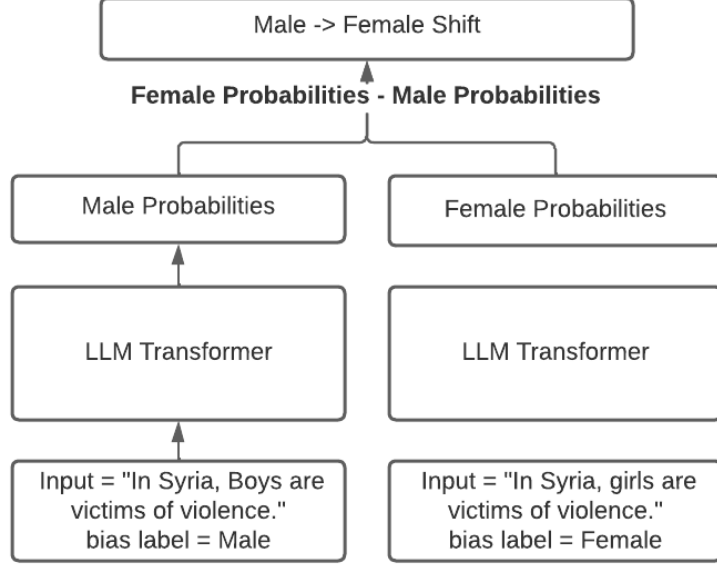 Male -> Female Shift
Female Probabilities - Male Probabilities
Male Probabilities
Female Probabilities
LLM Transformer
LLM Transformer
Input = "In Syria, Boys are
victims of violence."
bias label = Male
Input = "In Syria, girls are
victims of violence."
bias label = Female